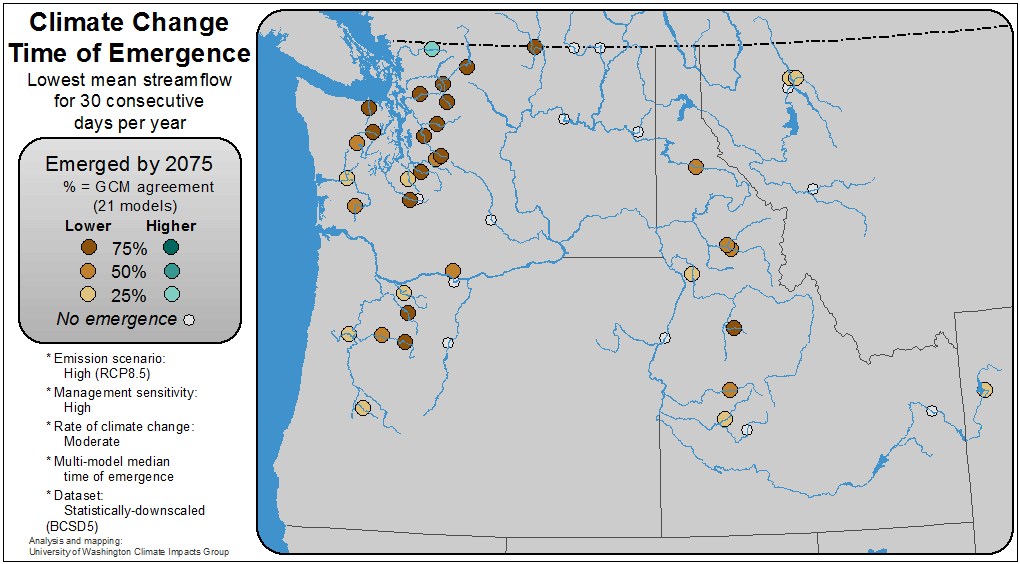 Climate Change
Time of Emergence
Lowest mean streamflow
for 30 consecutive
days per year
Emerged by 2075
% = GCM agreement
(21 models)
Lower Higher
75%
50%
25%
No emergence
* Emission scenario:
High (RCP8.5)
* Management sensitivity:
High
* Rate of climate change:
Moderate
* Multi-model median
time of emergence
* Dataset:
Statistically-downscaled
(BCSD5)
Analysis and mapping:
University of Washington Climate Impacts Group